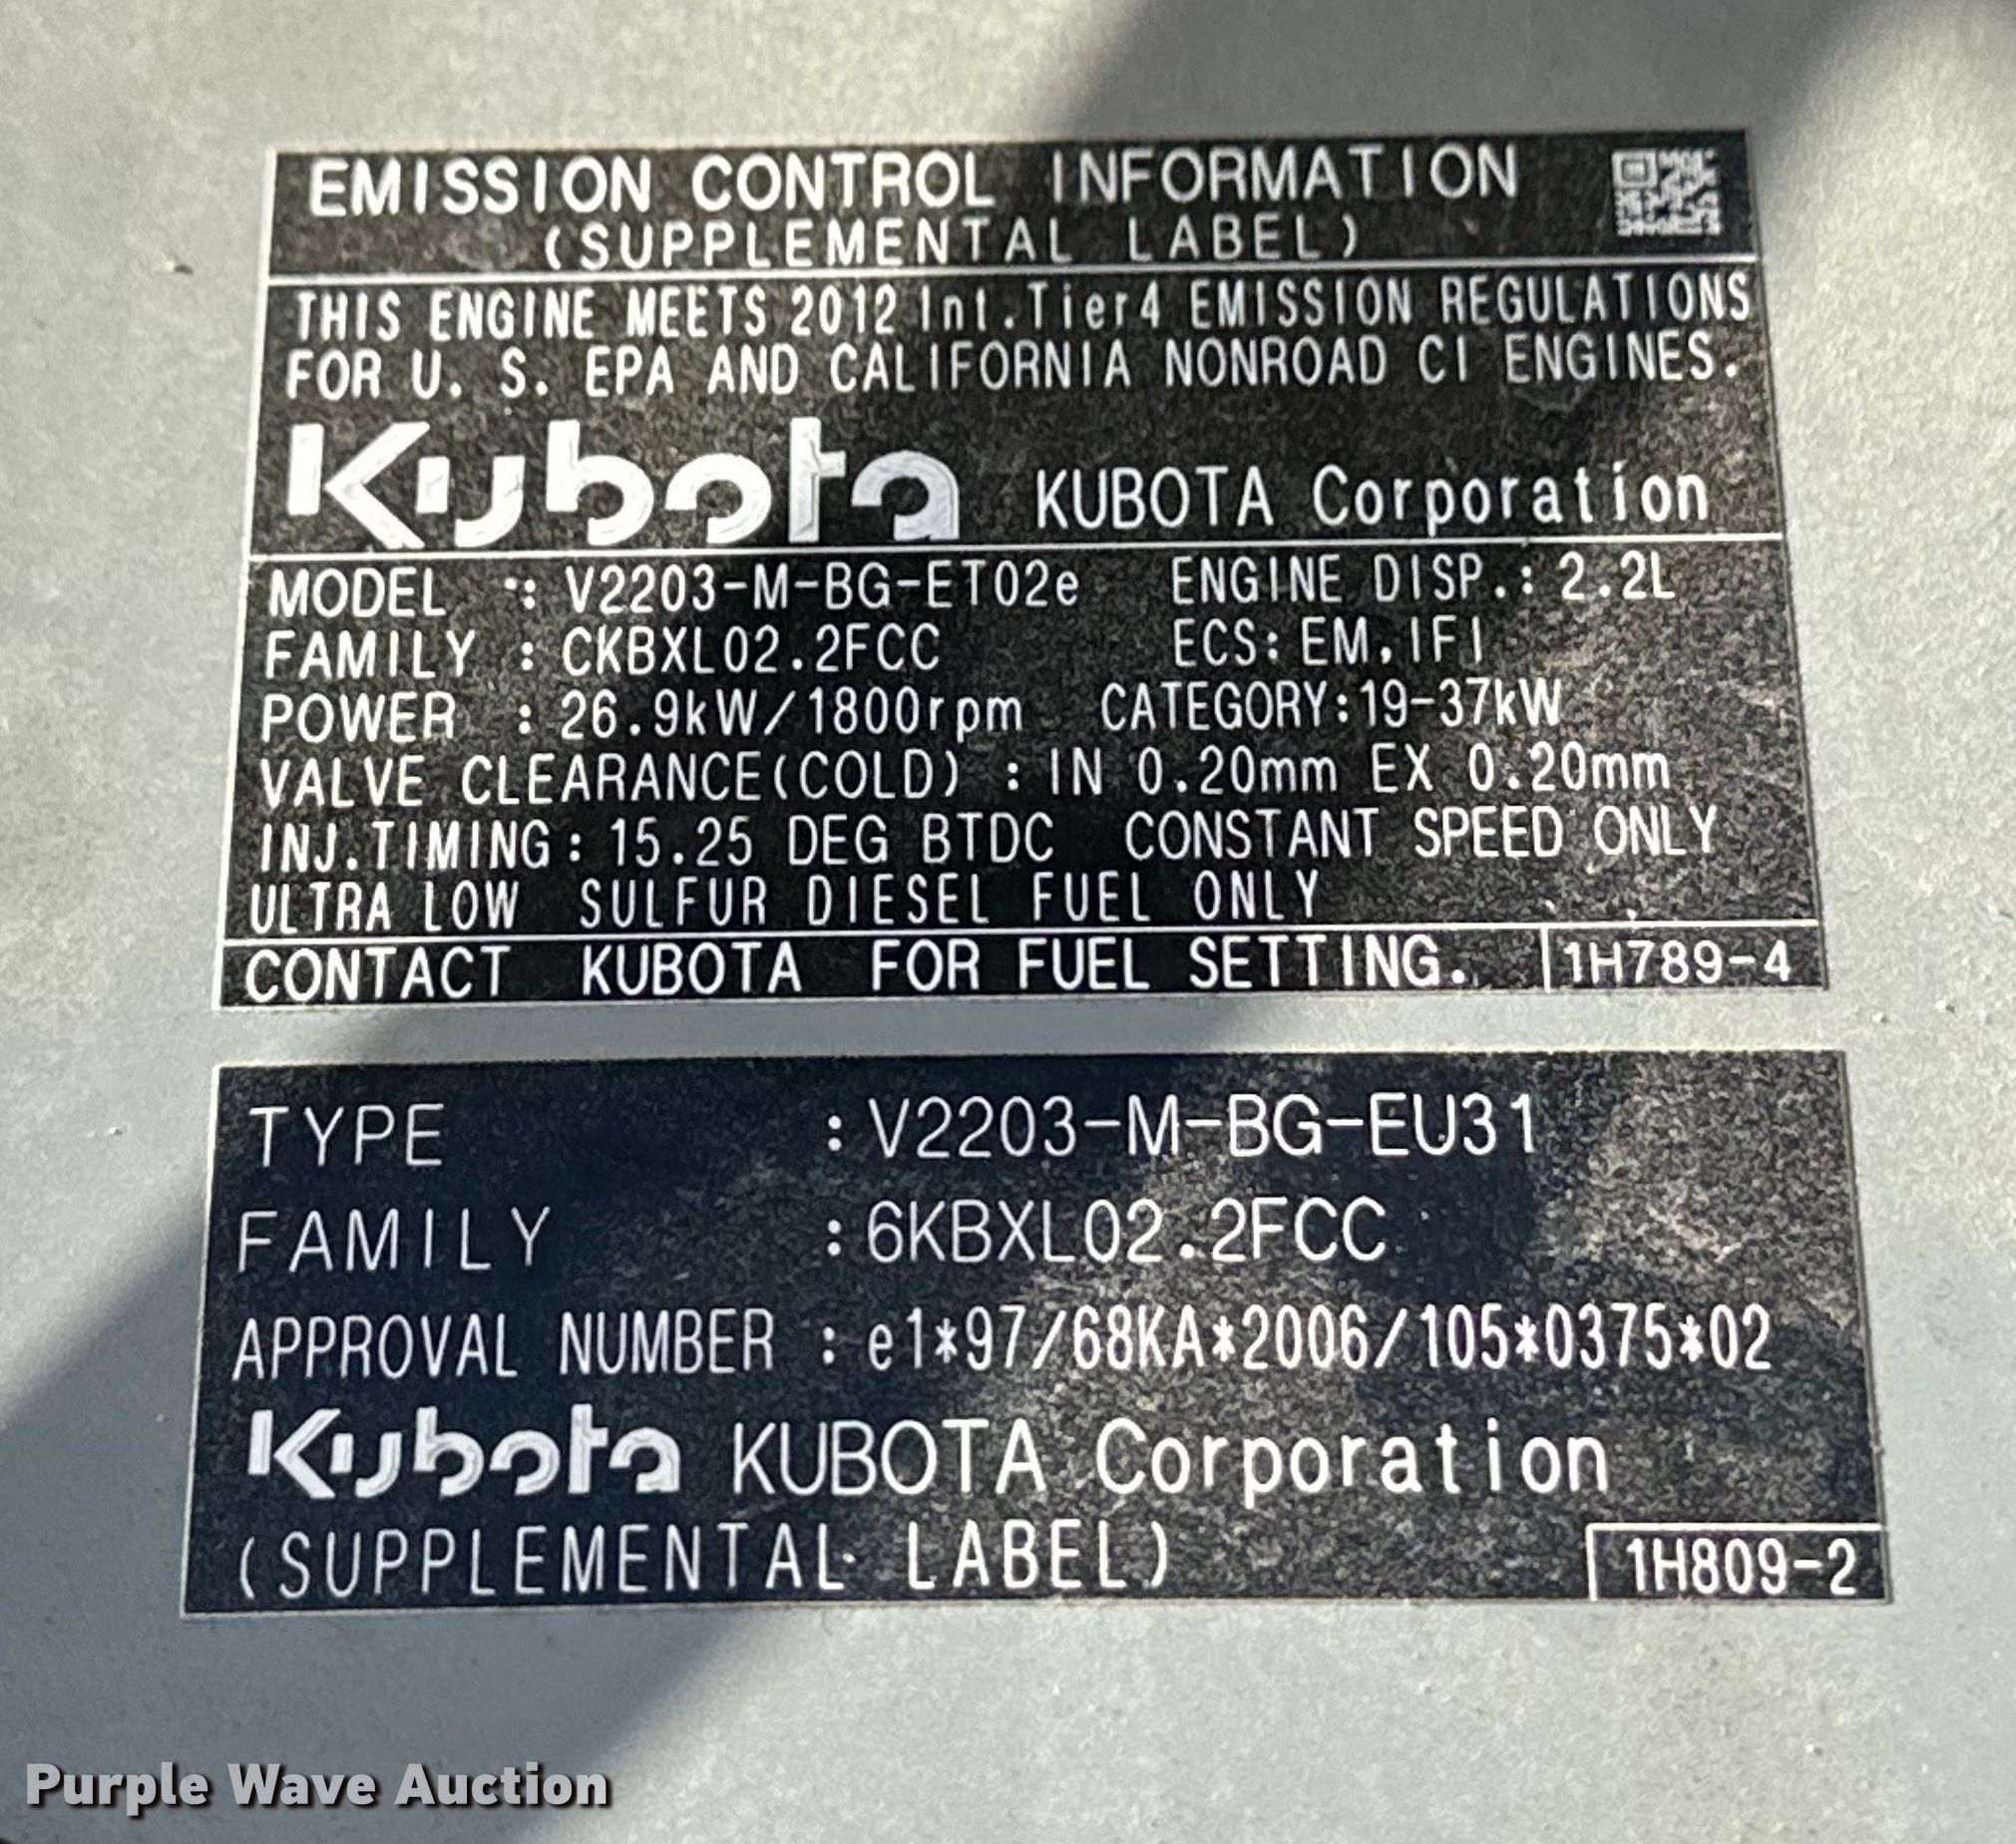 EMISSION CONTROL INFORMATION
(SUPPLEMENTAL LABEL)
THIS ENGINE MEETS 2012 Int.Tier4 EMISSION REGULATIONS
FOR U. S. EPA AND CALIFORNIA NONROAD CI ENGINES.
Kubota KUBOTA Corporation
MODEL : V2203-M-BG-ET02e ENGINE DISP.: 2.2L
FAMILY : CKBXL02.2FCC ECS: EM,IFI
POWER : 26.9kW/1800rpm CATEGORY:19-37kW
VALVE CLEARANCE(COLD) : IN 0.20mm EX 0.20mm
INJ.TIMING: 15.25 DEG BTDC CONSTANT SPEED ONLY
ULTRA LOW SULFUR DIESEL FUEL ONLY
CONTACT KUBOTA FOR FUEL SETTING. 1H789-4
TYPE : V2203-M-BG-EU31
FAMILY : 6KBXL02.2FCC
APPROVAL NUMBER : e1*97/68KA*2006/105*0375*02
Kubota KUBOTA Corporation
(SUPPLEMENTAL LABEL) 1H809-2
Purple Wave Auction